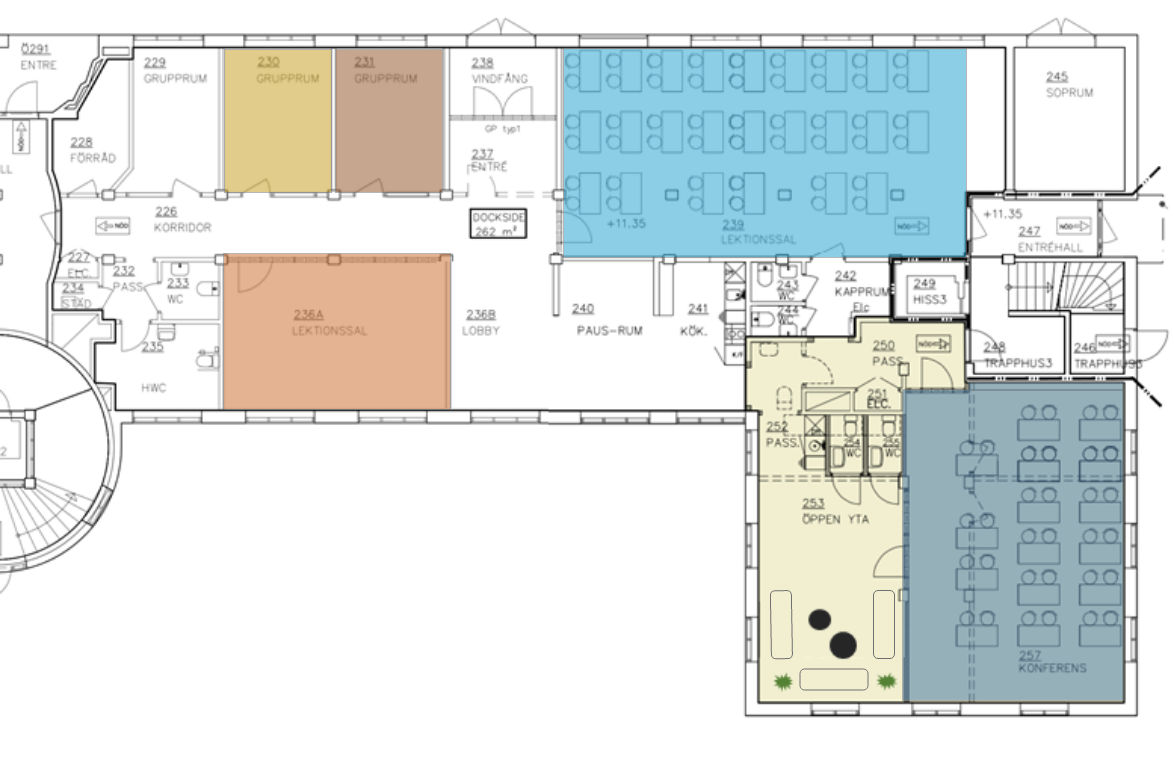 Ö291
ENTRE
229
GRUPPRUM
230
GRUPPRUM
231
GRUPPRUM
238
VINDFÅNG
GP typ1
245
SOPRUM
228
FÖRRÅD
237
ENTRÉ
LL
NÖD
226
KORRIDOR
NÖD
DOCKSIDE
262 m²
+11.35
239
LEKTIONSSAL
NÖD
+11.35
247
ENTRÉHALL
NÖD
227
ELC.
232
PASS.
233
WC
234
STÄD
235
HWC
236A
LEKTIONSSAL
236B
LOBBY
240
PAUS-RUM
241
KÖK.
K/F
243
WC
244
WC
242
KAPPRUM
Elc
249
HISS3
248
TRAPPHUS3
246
TRAPPHUS3
NÖD
250
PASS.
NÖD
251
ELC.
252
PASS.
254
WC
255
WC
253
ÖPPEN YTA
257
KONFERENS
2